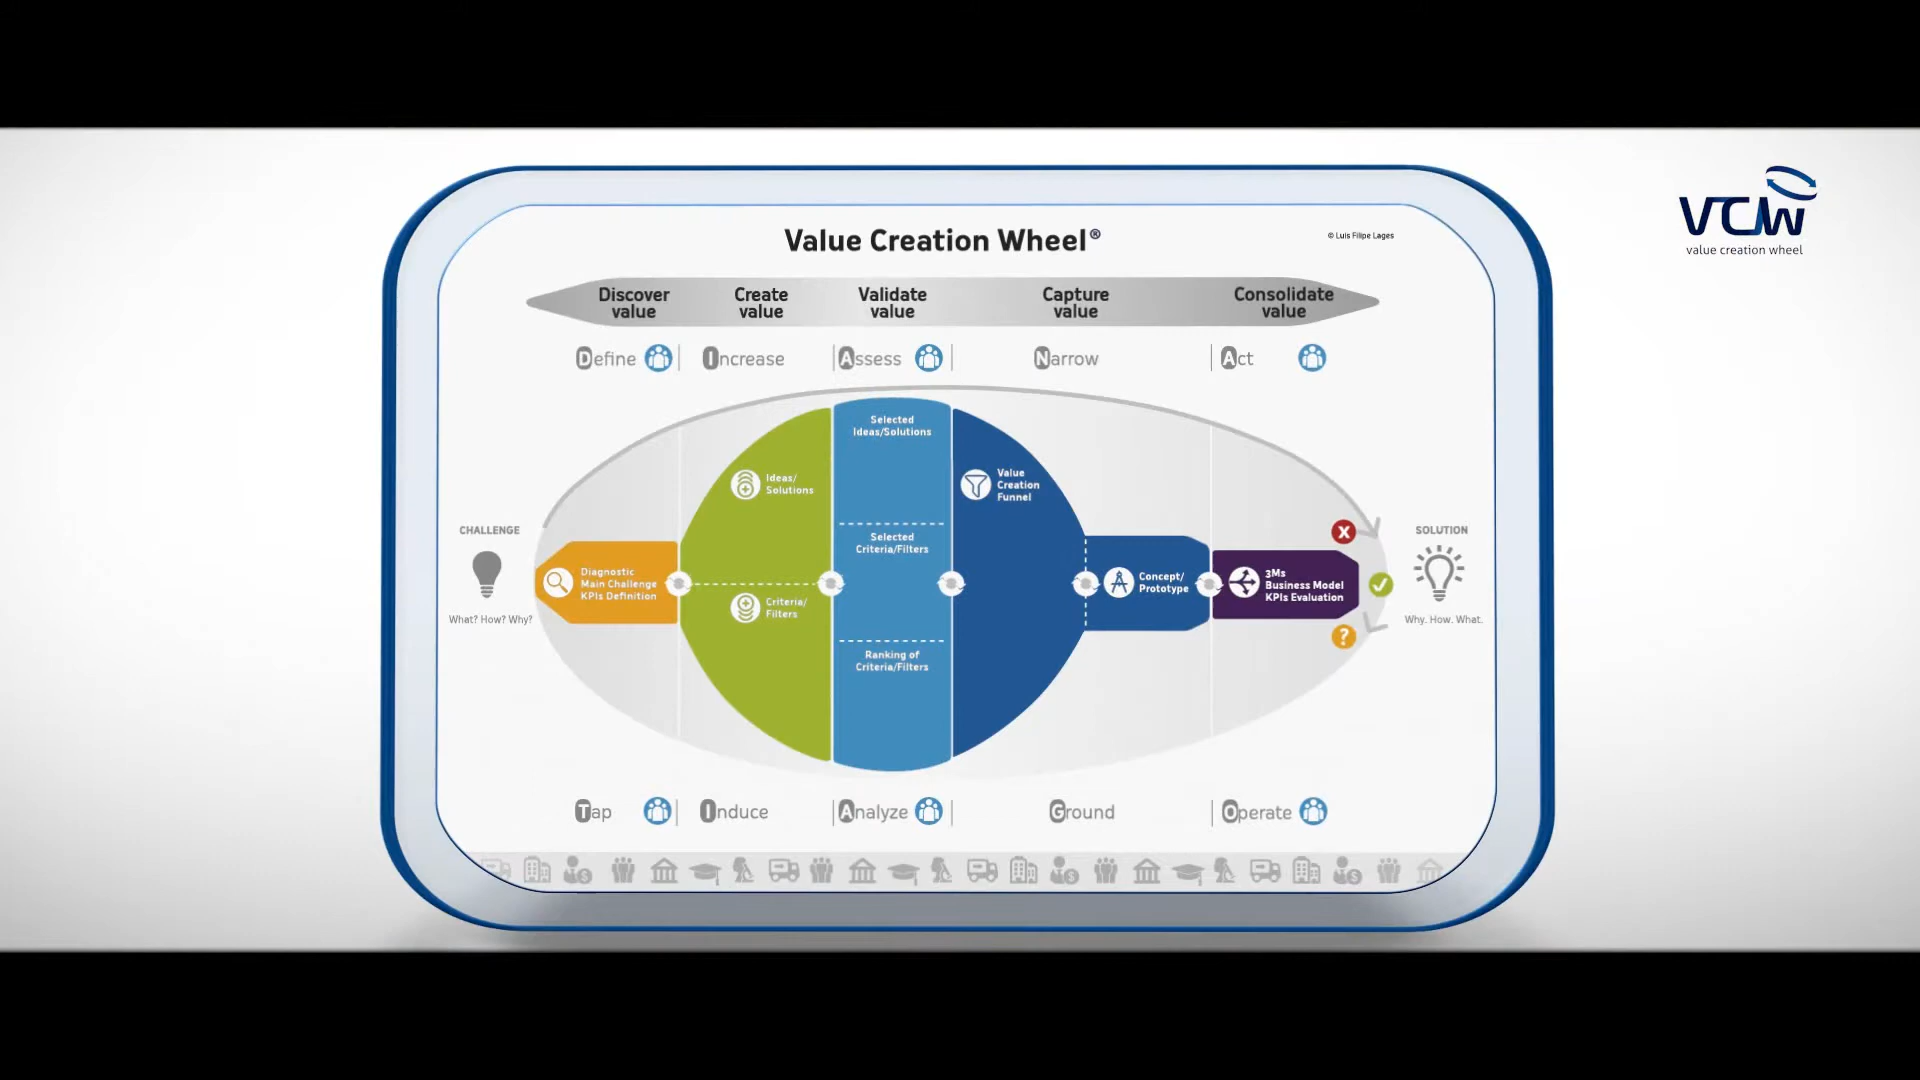 VCW
value creation wheel
Value Creation Wheel®
© Luis Filipe Lages
Discover
value
Create
value
Validate
value
Capture
value
Consolidate
value
Define
Increase
Assess
Narrow
Act
Selected
Ideas/Solutions
Ideas/
Solutions
Value
Creation
Funnel
CHALLENGE
What? How? Why?
Diagnostic
Main Challenge
KPIs Definition
Criteria/
Filters
Selected
Criteria/Filters
Ranking of
Criteria/Filters
Concept/
Prototype
3Ms
Business Model
KPIs Evaluation
X
?
SOLUTION
Why. How. What.
Tap
Induce
Analyze
Ground
Operate